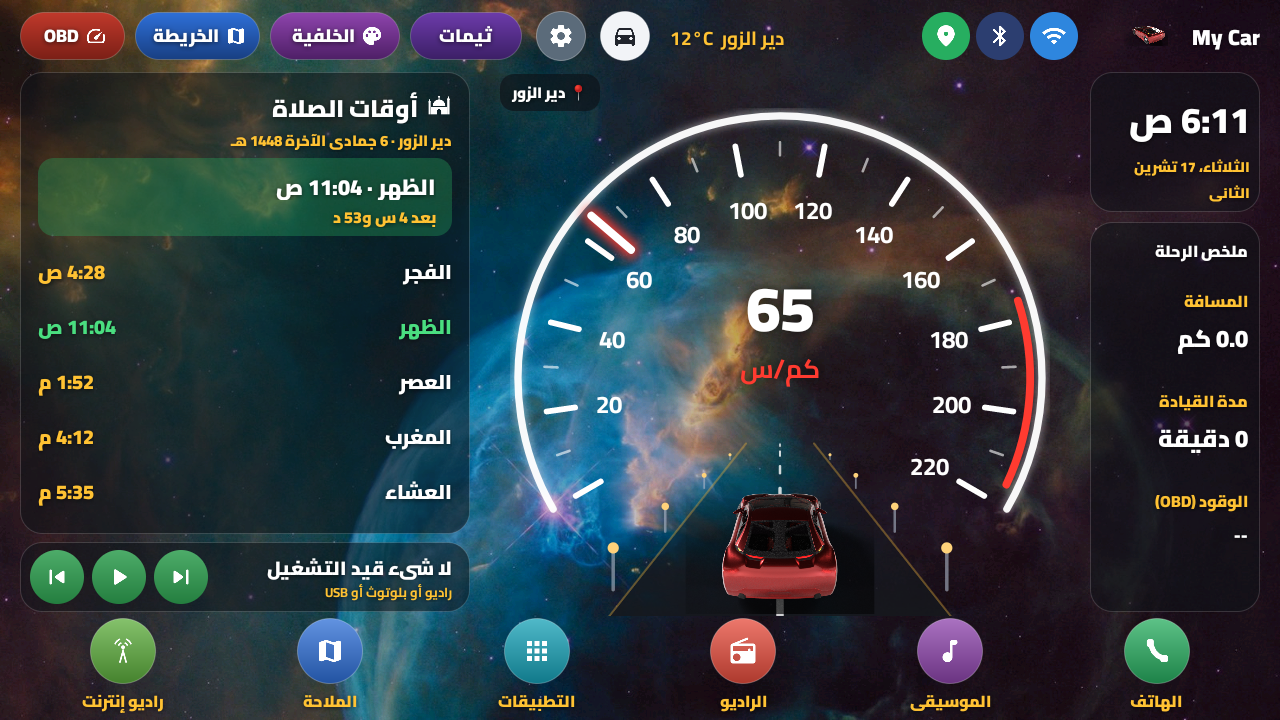 My Car
دير الزور 12°C
ثيمات
الخلفية
الخريطة
OBD
6:11 ص
الثلاثاء، 17 تشرين
الثانى
ملخص الرحلة
المسافة
0.0 كم
مدة القيادة
0 دقيقة
الوقود (OBD)
--
دير الزور
20
40
60
80
100
120
140
160
180
200
220
65
كم/س
أوقات الصلاة
دير الزور · 6 جمادى الآخرة 1448 هـ
الظهر · 11:04 ص
بعد 4 س و53 د
الفجر 4:28 ص
الظهر 11:04 ص
العصر 1:52 م
المغرب 4:12 م
العشاء 5:35 م
لا شىء قيد التشغيل
راديو أو بلوتوث أو USB
الهاتف
الموسيقى
الراديو
التطبيقات
الملاحة
راديو إنترنت